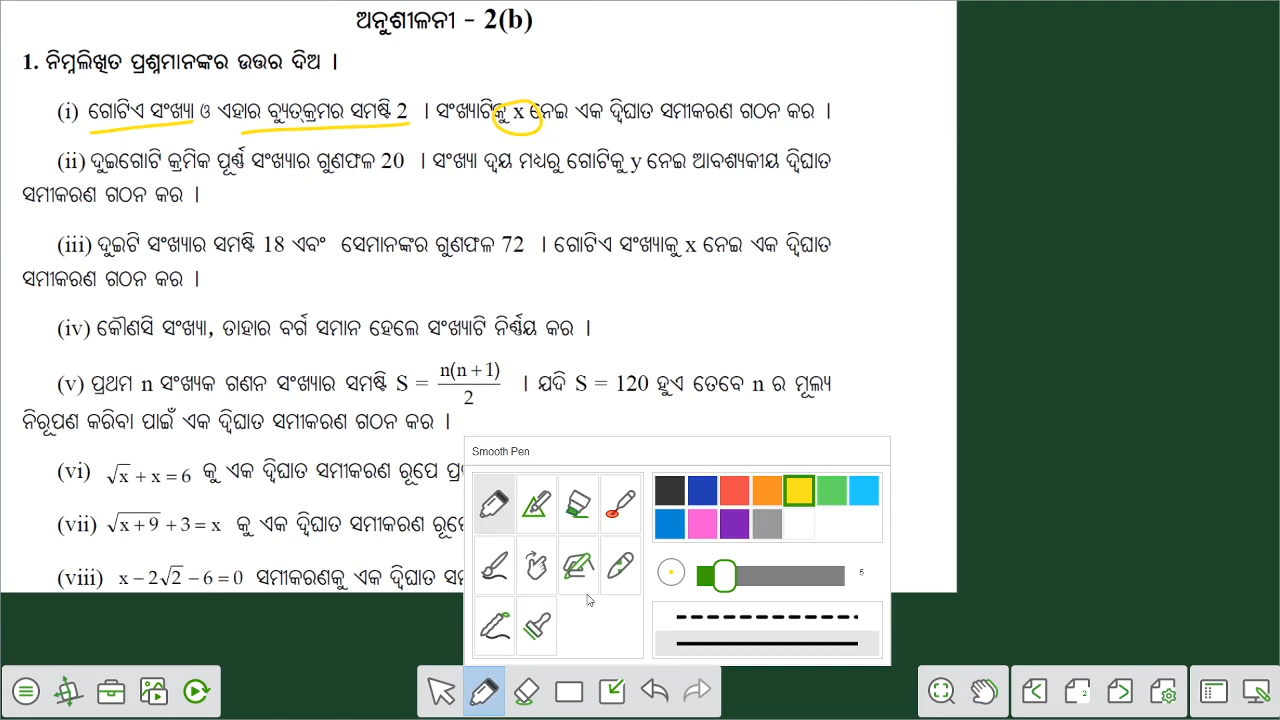 ଅନୁଶୀଳନୀ - 2(b)
1. ନିମ୍ନଲିଖିତ ପ୍ରଶ୍ନମାନଙ୍କର ଉତ୍ତର ଦିଅ ।
(i) ଗୋଟିଏ ସଂଖ୍ୟା ଓ ଏହାର ବ୍ୟୁତ୍‌କ୍ରମର ସମଷ୍ଟି 2 । ସଂଖ୍ୟାଟିକୁ x ନେଇ ଏକ ଦ୍ୱିଘାତ ସମୀକରଣ ଗଠନ କର ।
(ii) ଦୁଇଗୋଟି କ୍ରମିକ ପୂର୍ଣ୍ଣ ସଂଖ୍ୟାର ଗୁଣଫଳ 20 । ସଂଖ୍ୟା ଦ୍ୱୟ ମଧ୍ୟରୁ ଗୋଟିକୁ y ନେଇ ଆବଶ୍ୟକୀୟ ଦ୍ୱିଘାତ
ସମୀକରଣ ଗଠନ କର ।
(iii) ଦୁଇଟି ସଂଖ୍ୟାର ସମଷ୍ଟି 18 ଏବଂ ସେମାନଙ୍କର ଗୁଣଫଳ 72 । ଗୋଟିଏ ସଂଖ୍ୟାକୁ x ନେଇ ଏକ ଦ୍ୱିଘାତ
ସମୀକରଣ ଗଠନ କର ।
(iv) କୌଣସି ସଂଖ୍ୟା, ତାହାର ବର୍ଗ ସମାନ ହେଲେ ସଂଖ୍ୟାଟି ନିର୍ଣ୍ଣୟ କର ।
(v) ପ୍ରଥମ n ସଂଖ୍ୟକ ଗଣନ ସଂଖ୍ୟାର ସମଷ୍ଟି S = n(n+1)/2 । ଯଦି S = 120 ହୁଏ ତେବେ n ର ମୂଲ୍ୟ
ନିରୂପଣ କରିବା ପାଇଁ ଏକ ଦ୍ୱିଘାତ ସମୀକରଣ ଗଠନ କର ।
(vi) √x + x = 6 କୁ ଏକ ଦ୍ୱିଘାତ ସମୀକରଣ ରୂପେ
(vii) √x+9 + 3 = x କୁ ଏକ ଦ୍ୱିଘାତ ସମୀକରଣ ରୂପେ
(viii) x − 2√2 − 6 = 0 ସମୀକରଣକୁ ଏକ ଦ୍ୱିଘାତ
Smooth Pen
5
2